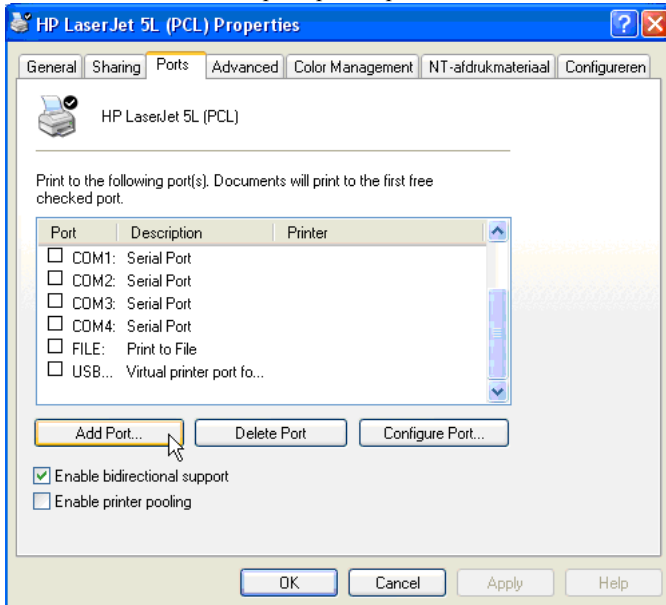 HP LaserJet 5L (PCL) Properties
General Sharing Ports Advanced Color Management NT-afdrukmateriaal Configureren
HP LaserJet 5L (PCL)
Print to the following port(s). Documents will print to the first free
checked port.
Port Description Printer
COM1: Serial Port
COM2: Serial Port
COM3: Serial Port
COM4: Serial Port
FILE: Print to File
USB... Virtual printer port fo...
Add Port... Delete Port Configure Port...
Enable bidirectional support
Enable printer pooling
OK Cancel Apply Help